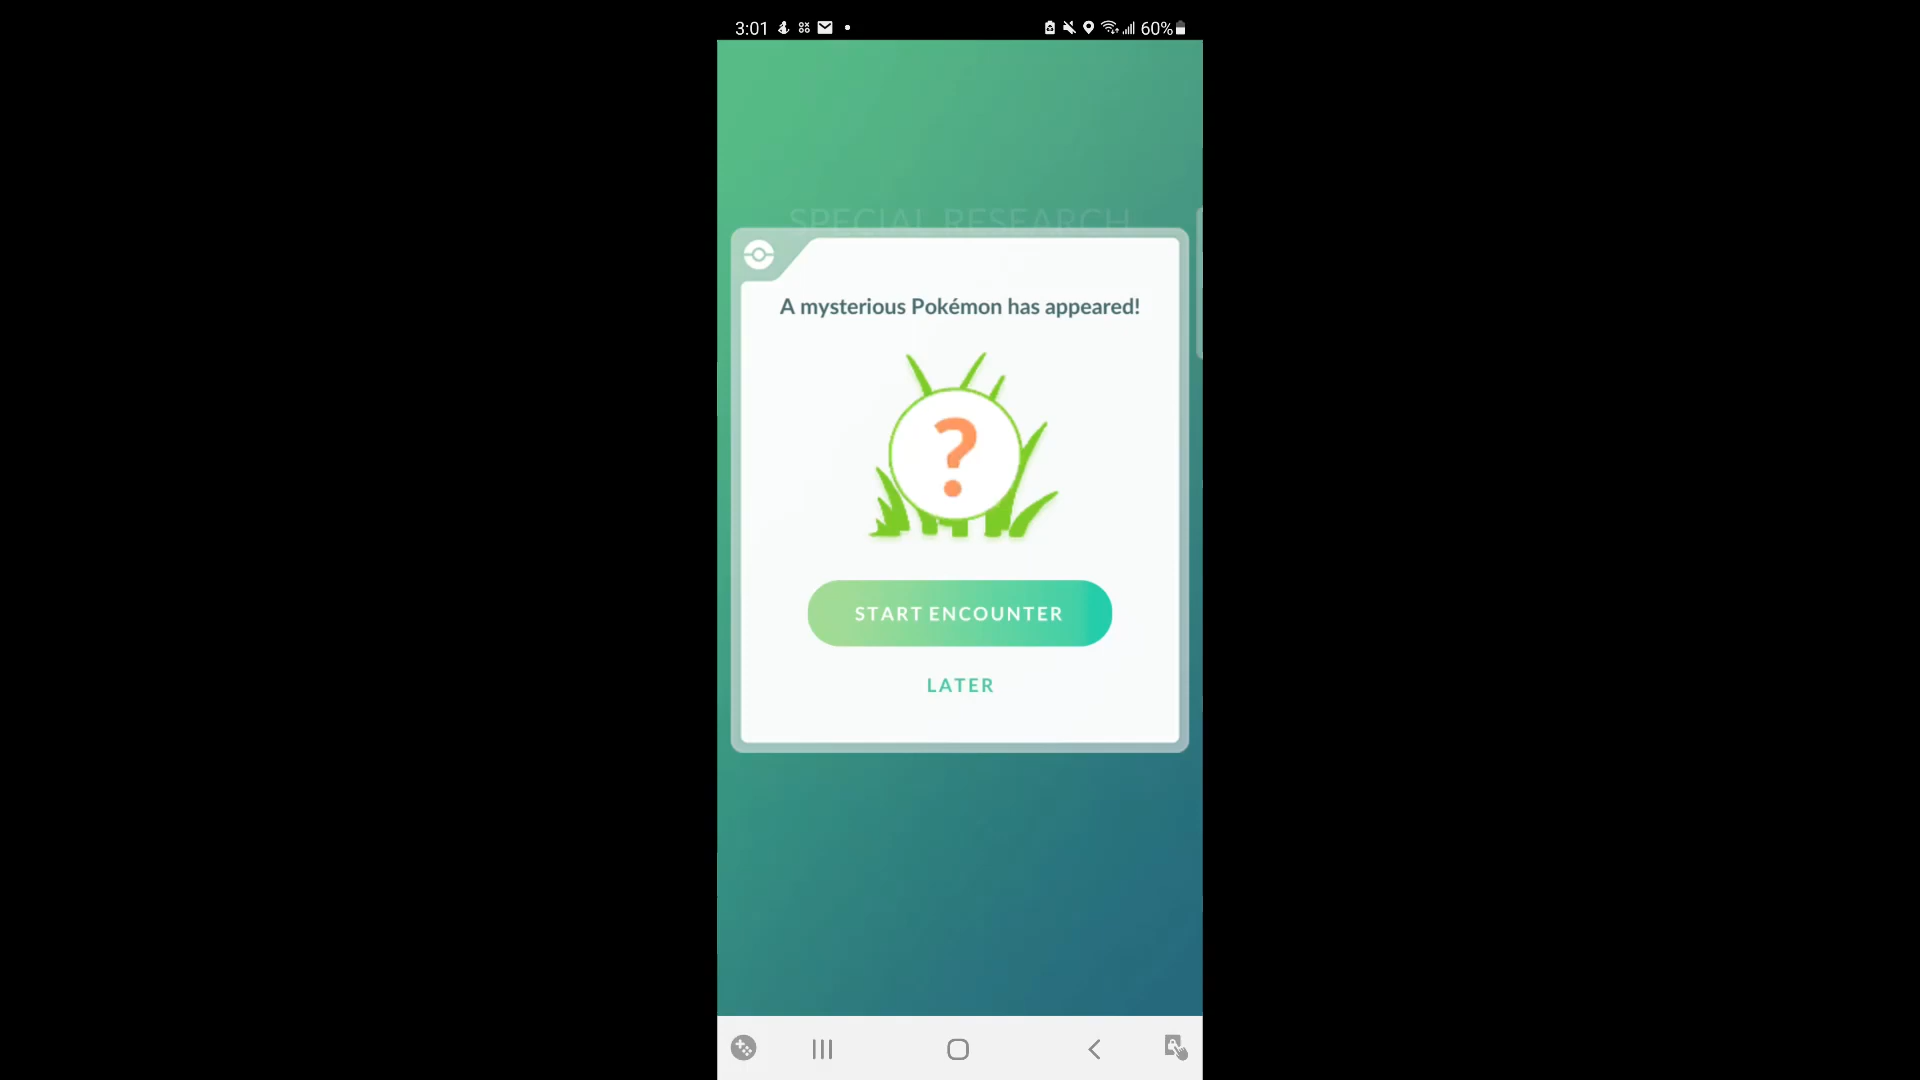 3:01
60%
SPECIAL RESEARCH
A mysterious Pokémon has appeared!
?
START ENCOUNTER
LATER